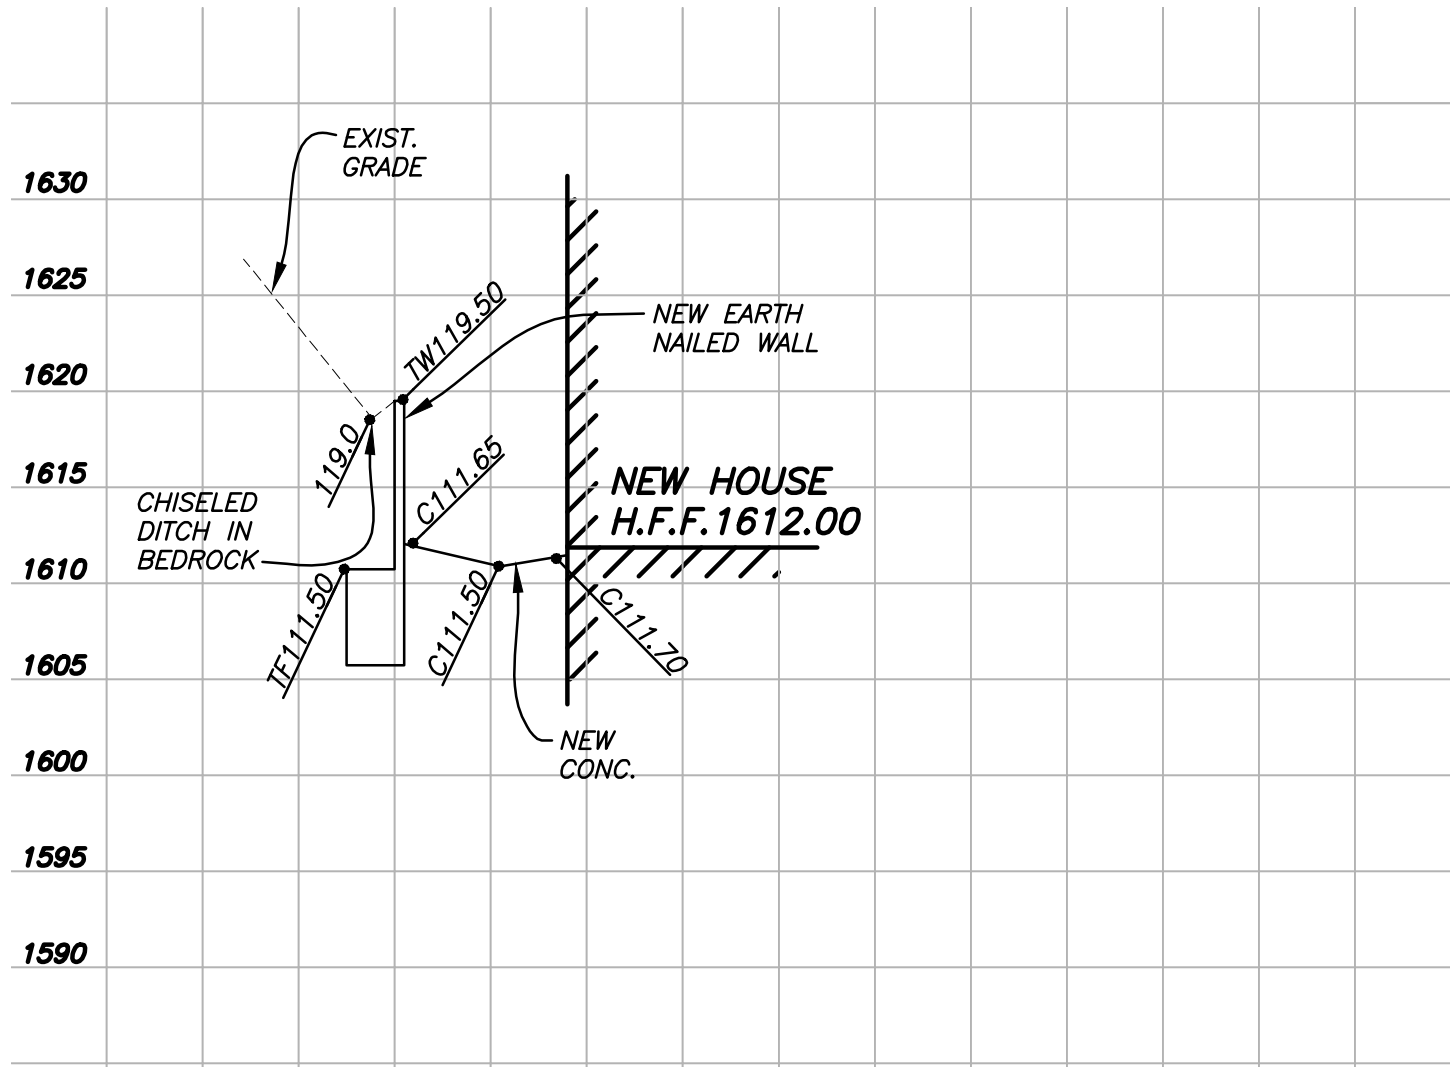 EXIST.
GRADE
1630
1625
TW119.50
NEW EARTH
NAILED WALL
1620
119.0
C111.65
1615
NEW HOUSE
H.F.F.1612.00
CHISELED
DITCH IN
BEDROCK
1610
TF111.50
C111.50
C111.70
1605
NEW
CONC.
1600
1595
1590